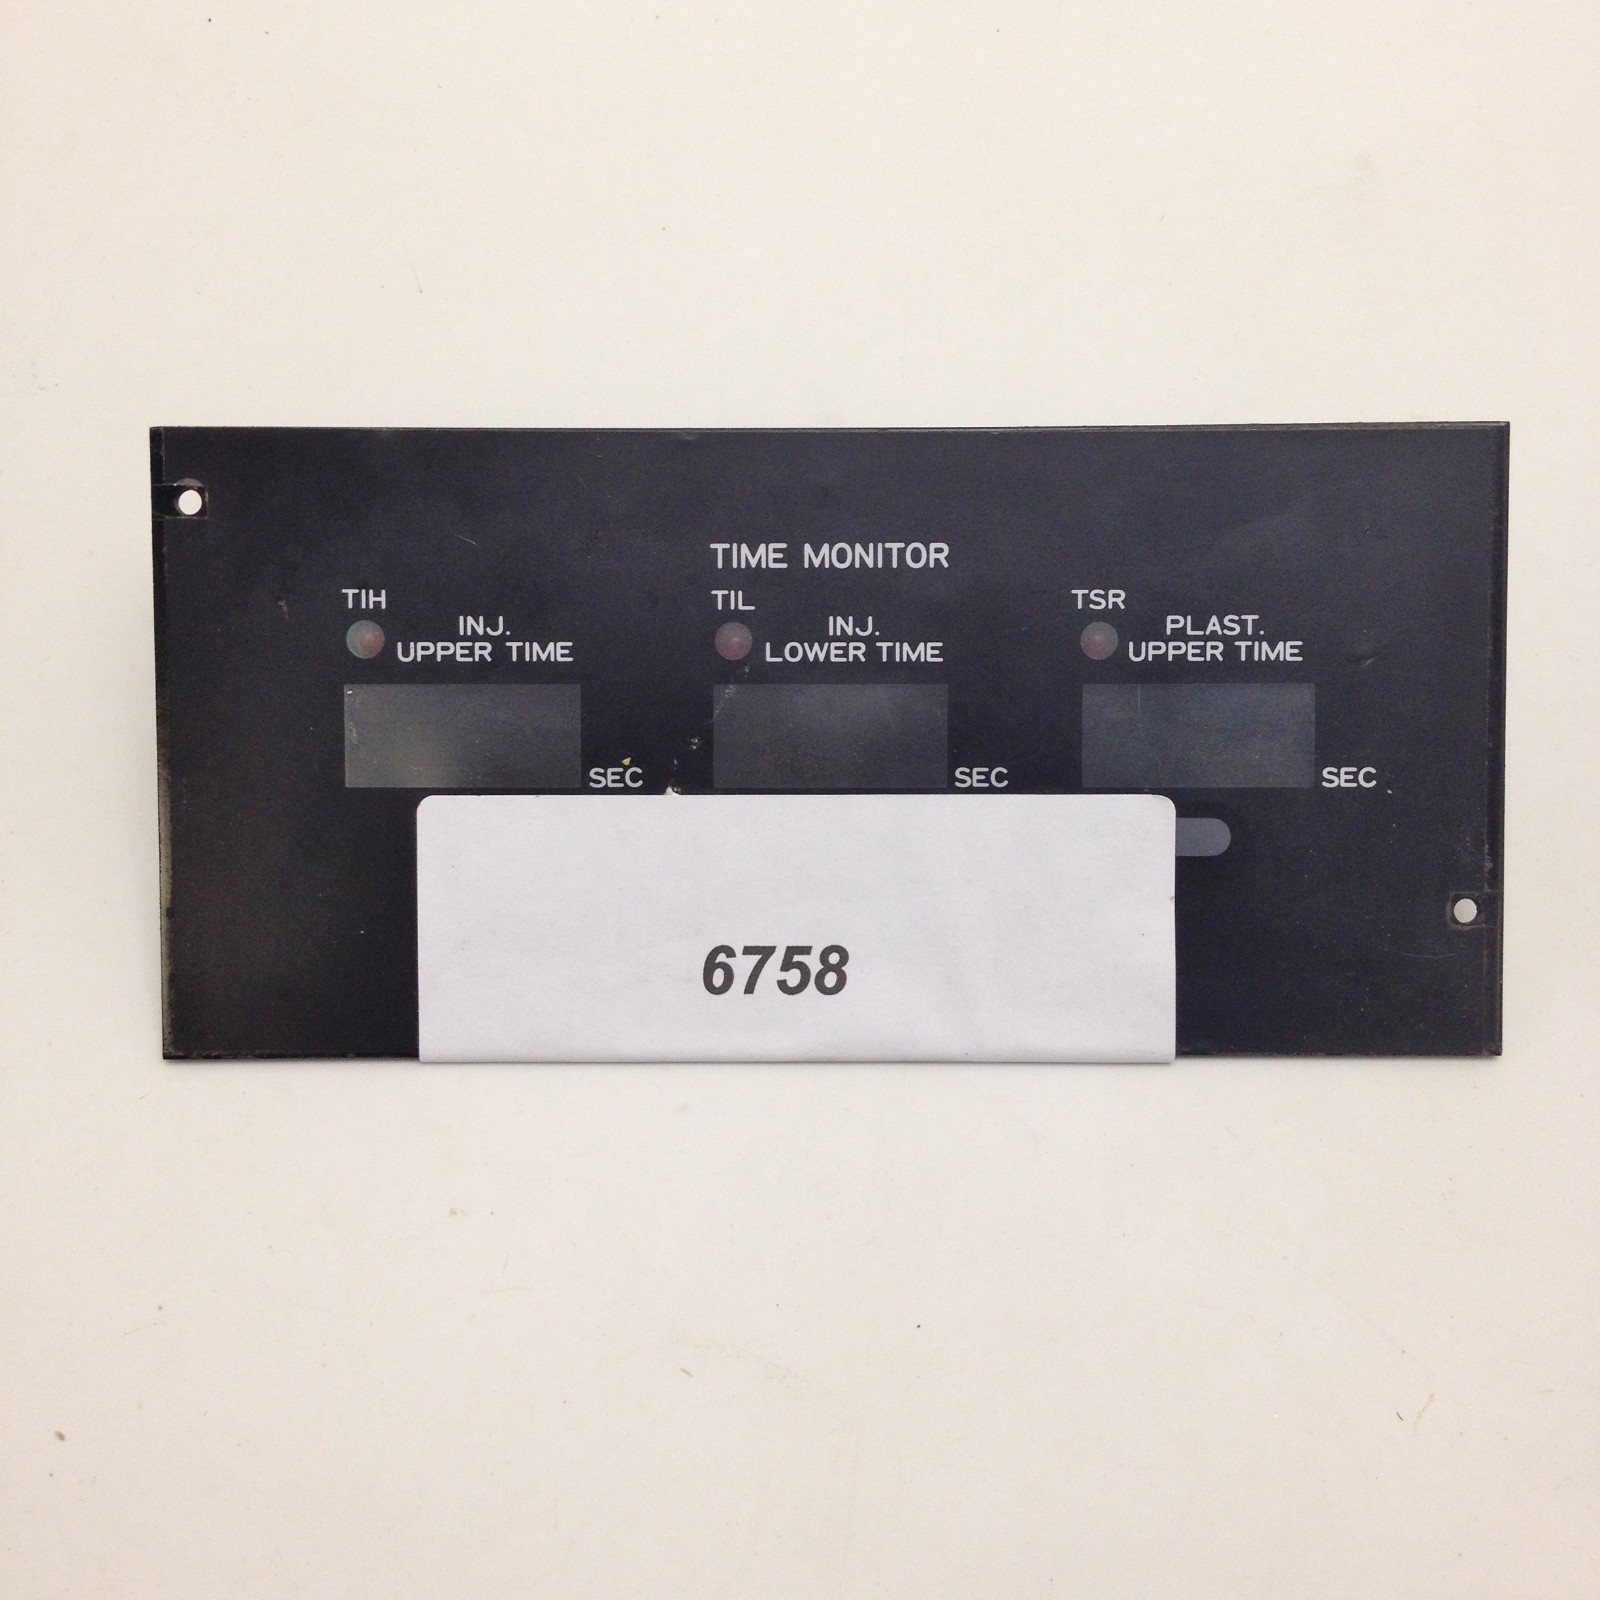 TIME MONITOR
TIH
INJ.
UPPER TIME
SEC
TIL
INJ.
LOWER TIME
SEC
TSR
PLAST.
UPPER TIME
SEC
6758